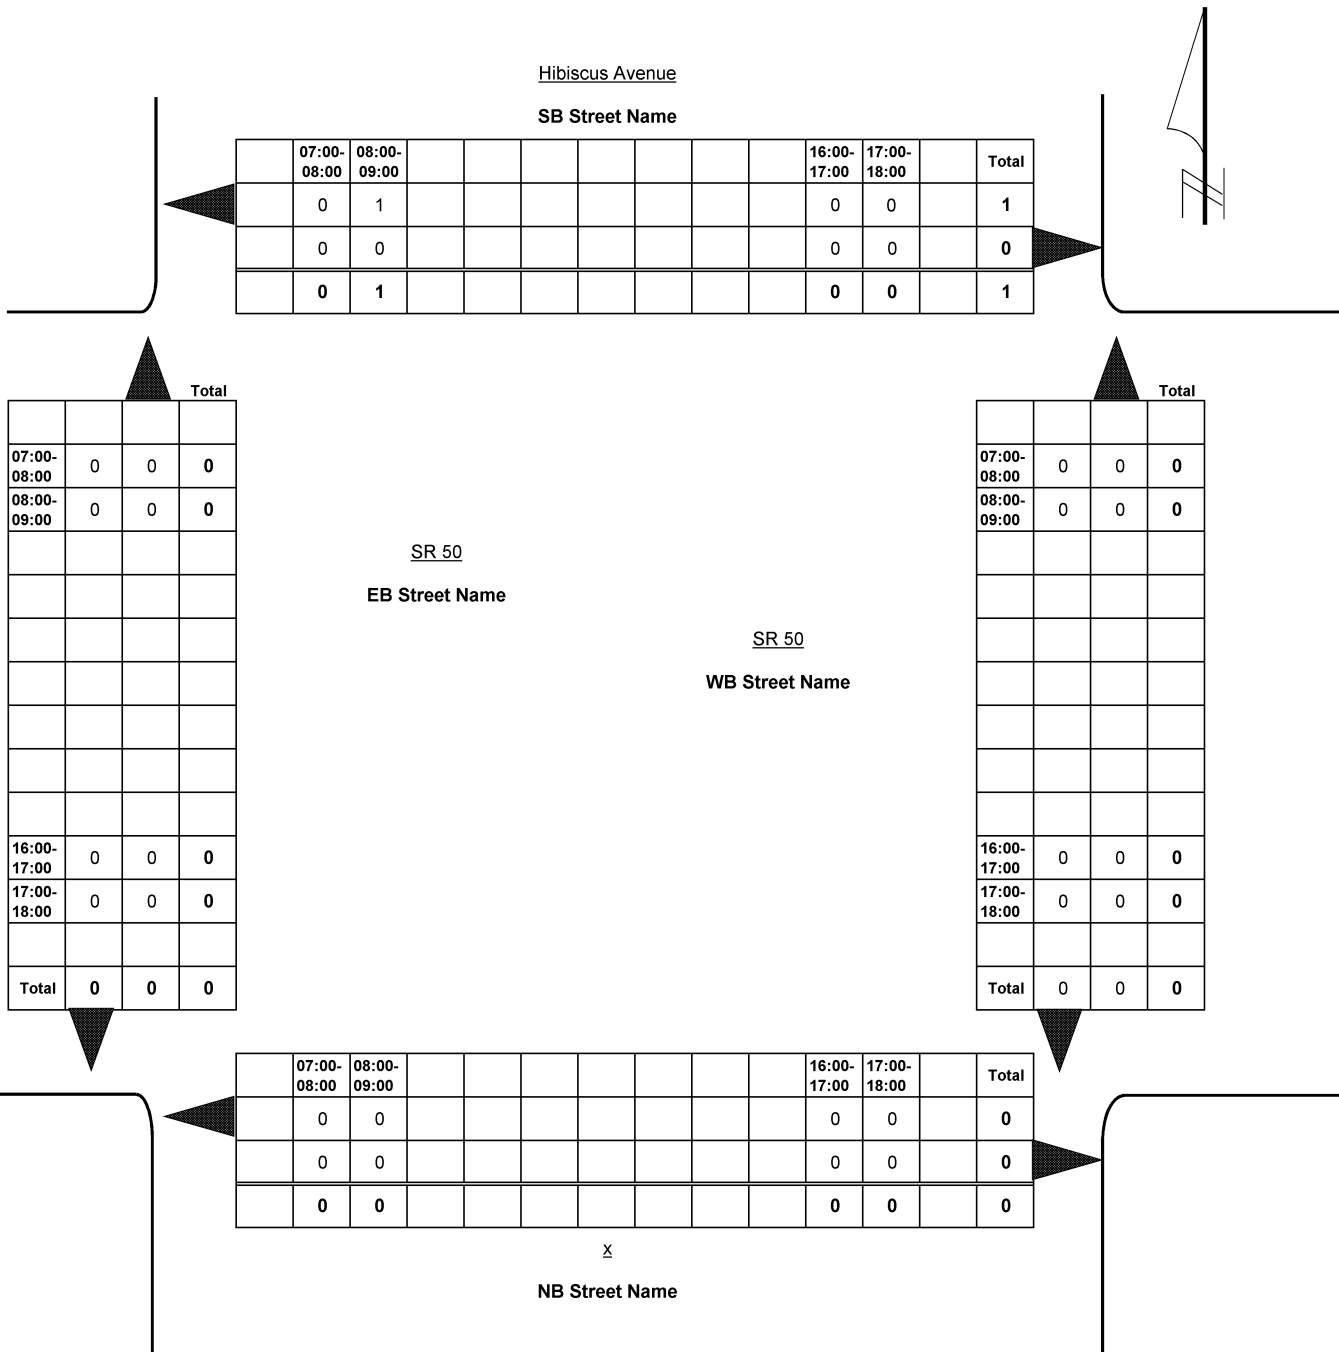 Hibiscus Avenue
SB Street Name
07:00-08:00 08:00-09:00 16:00-17:00 17:00-18:00 Total
0 1 0 0 1
0 0 0 0 0
0 1 0 0 1
Total
07:00-08:00 0 0 0
08:00-09:00 0 0 0
16:00-17:00 0 0 0
17:00-18:00 0 0 0
Total 0 0 0
SR 50
EB Street Name
SR 50
WB Street Name
Total
07:00-08:00 0 0 0
08:00-09:00 0 0 0
16:00-17:00 0 0 0
17:00-18:00 0 0 0
Total 0 0 0
07:00-08:00 08:00-09:00 16:00-17:00 17:00-18:00 Total
0 0 0 0 0
0 0 0 0 0
0 0 0 0 0
x
NB Street Name